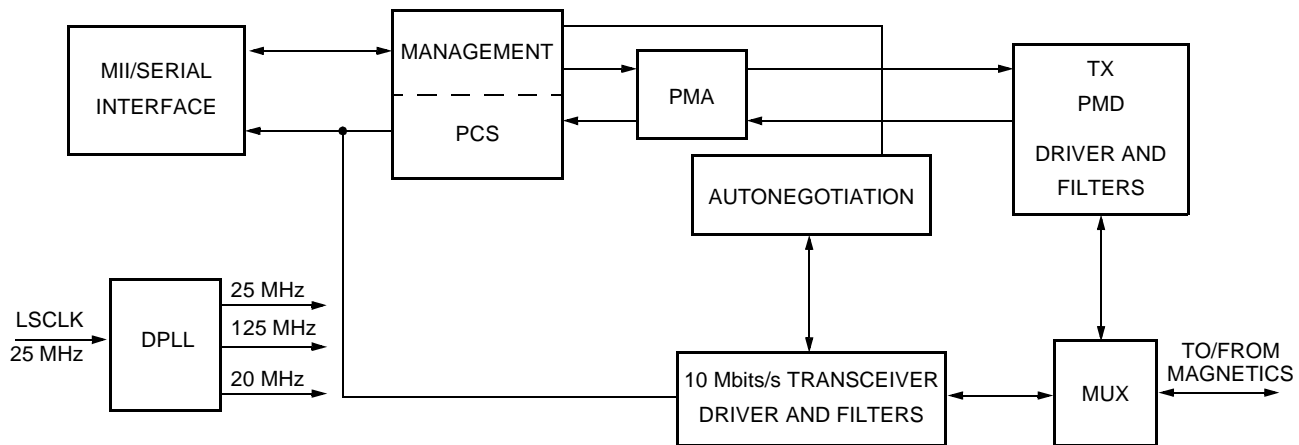 MII/SERIAL
INTERFACE
MANAGEMENT
PCS
PMA
TX
PMD
DRIVER AND
FILTERS
AUTONEGOTIATION
LSCLK
25 MHz
DPLL
25 MHz
125 MHz
20 MHz
10 Mbits/s TRANSCEIVER
DRIVER AND FILTERS
MUX
TO/FROM
MAGNETICS